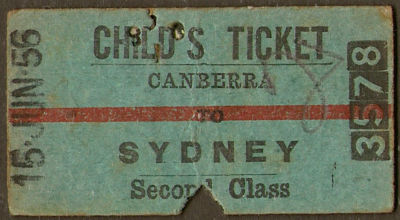 CHILD'S TICKET
CANBERRA
TO
SYDNEY
Second Class
15 JUN 56
3578